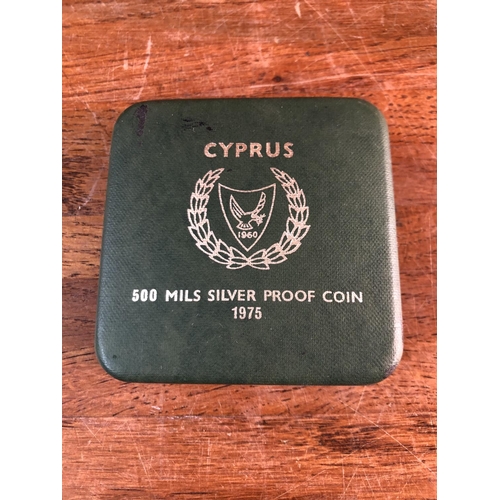 CYPRUS
1960
500 MILS SILVER PROOF COIN
1975